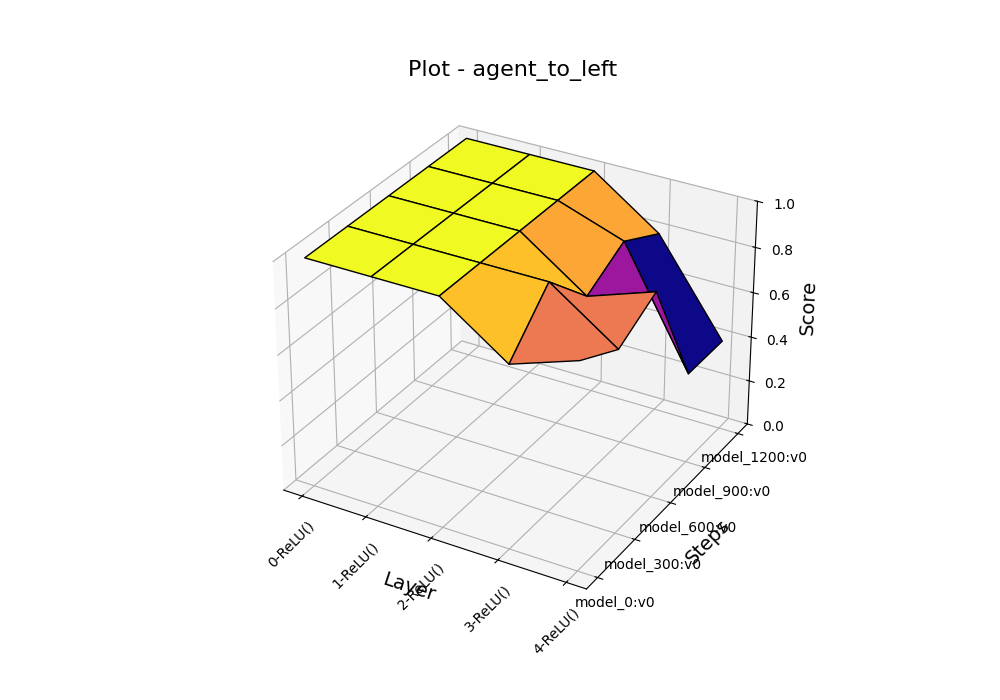 Plot - agent_to_left
1.0
0.8
0.6
0.4
0.2
0.0
Score
model_1200:v0
model_900:v0
model_600:v0
model_300:v0
model_0:v0
Steps
0-ReLU()
1-ReLU()
2-ReLU()
3-ReLU()
4-ReLU()
Layer